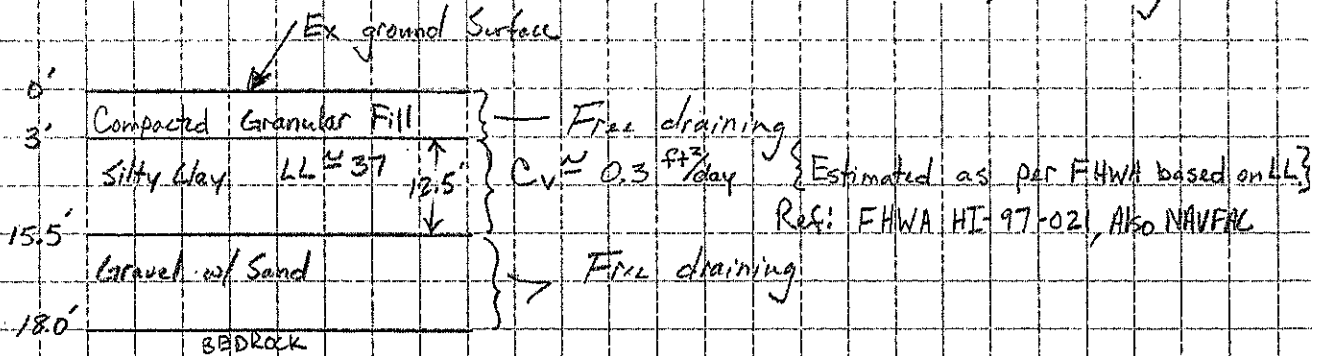 Ex ground Surface
0'
Compacted Granular Fill
Free draining
3'
Silty Clay LL ≅ 37 12.5' Cv ≅ 0.3 ft²/day {Estimated as per FHWA based on LL}
Ref: FHWA HI-97-021, Also NAVFAC
15.5'
Gravel w/ Sand
Free draining
18.0'
BEDROCK